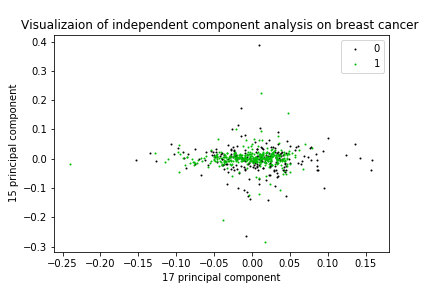 Visualizaion of independent component analysis on breast cancer
0
1
0.4
0.3
0.2
0.1
0.0
−0.1
−0.2
−0.3
15 principal component
−0.25 −0.20 −0.15 −0.10 −0.05 0.00 0.05 0.10 0.15
17 principal component